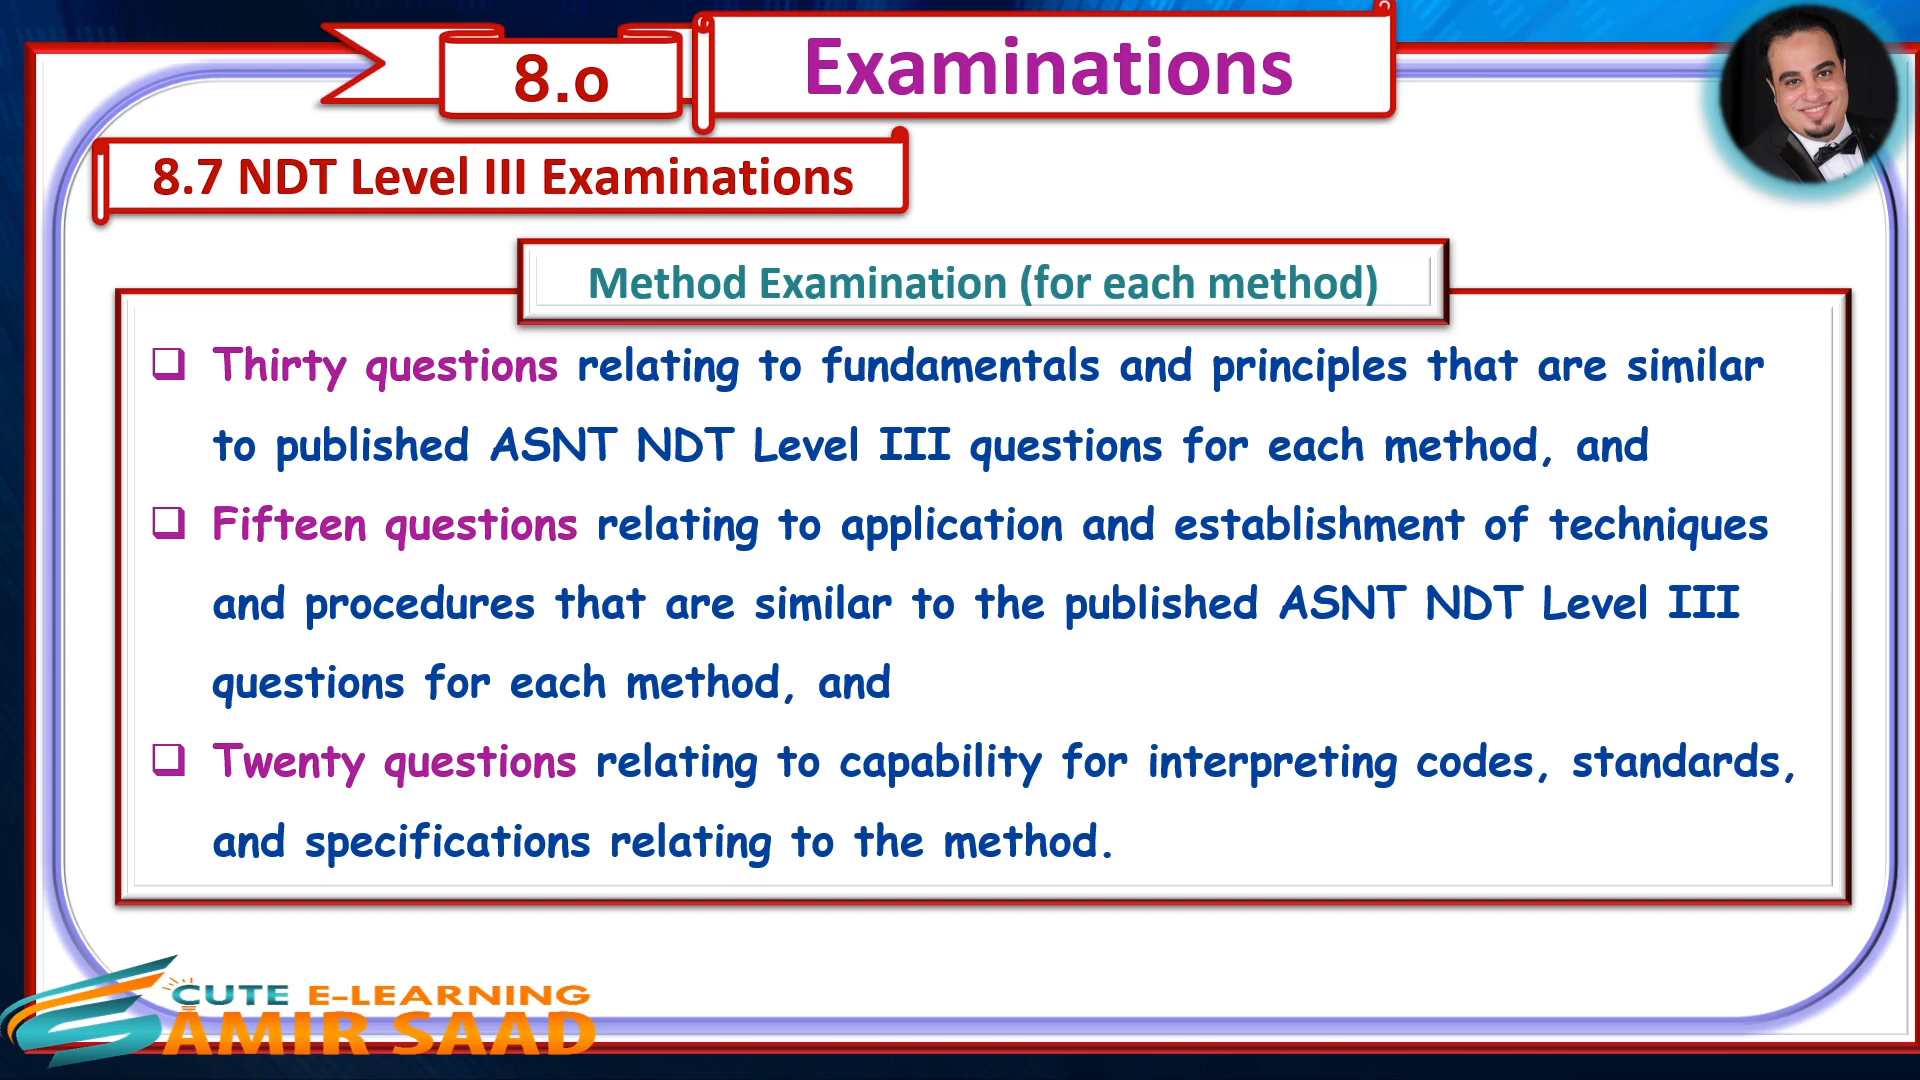 8.0
Examinations
8.7 NDT Level III Examinations
Method Examination (for each method)
Thirty questions relating to fundamentals and principles that are similar
to published ASNT NDT Level III questions for each method, and
Fifteen questions relating to application and establishment of techniques
and procedures that are similar to the published ASNT NDT Level III
questions for each method, and
Twenty questions relating to capability for interpreting codes, standards,
and specifications relating to the method.
CUTE E-LEARNING
AMIR SAAD